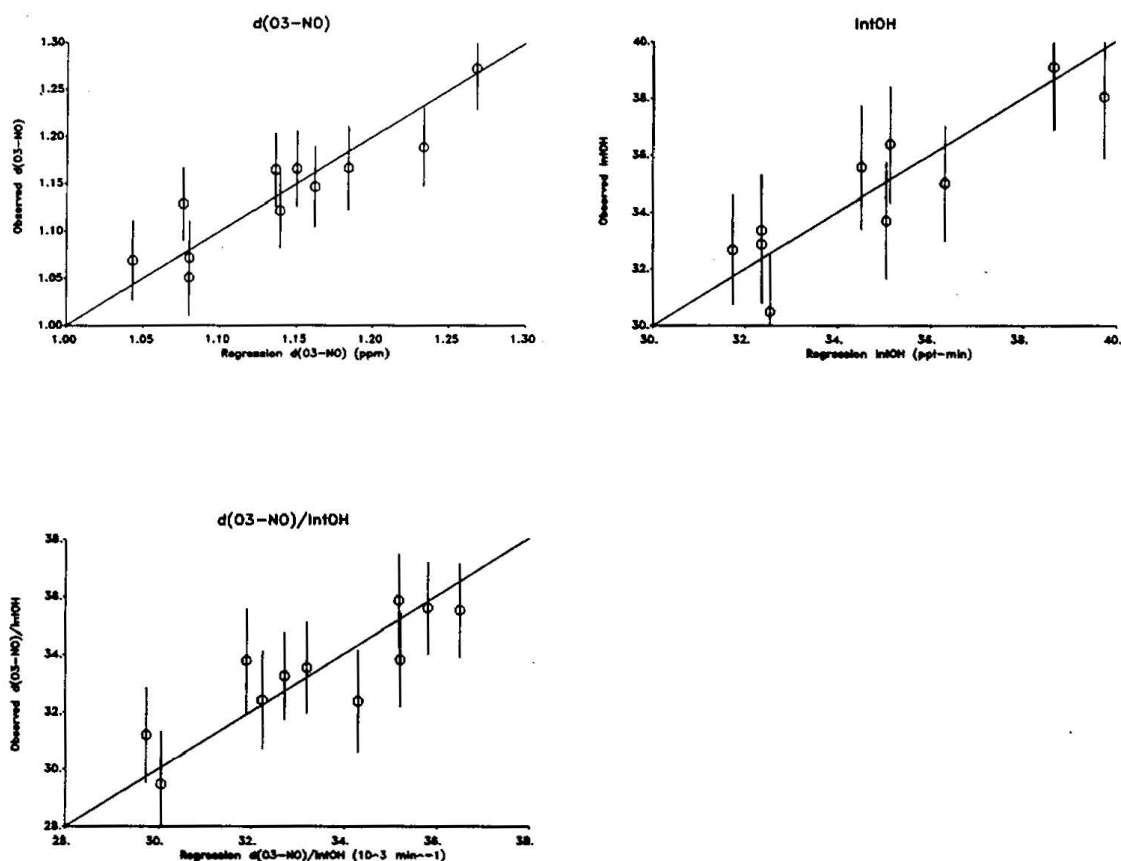 d(O3-NO)
1.30
1.25
1.20
1.15
1.10
1.05
1.00
Observed d(O3-NO)
1.00 1.05 1.10 1.15 1.20 1.25 1.30
Regression d(O3-NO) (ppm)
IntOH
40.
38.
36.
34.
32.
30.
Observed IntOH
30. 32. 34. 36. 38. 40.
Regression IntOH (ppt-min)
d(O3-NO)/IntOH
38.
36.
34.
32.
30.
28.
Observed d(O3-NO)/IntOH
28. 30. 32. 34. 36. 38.
Regression d(O3-NO)/IntOH (10^-3 min^-1)